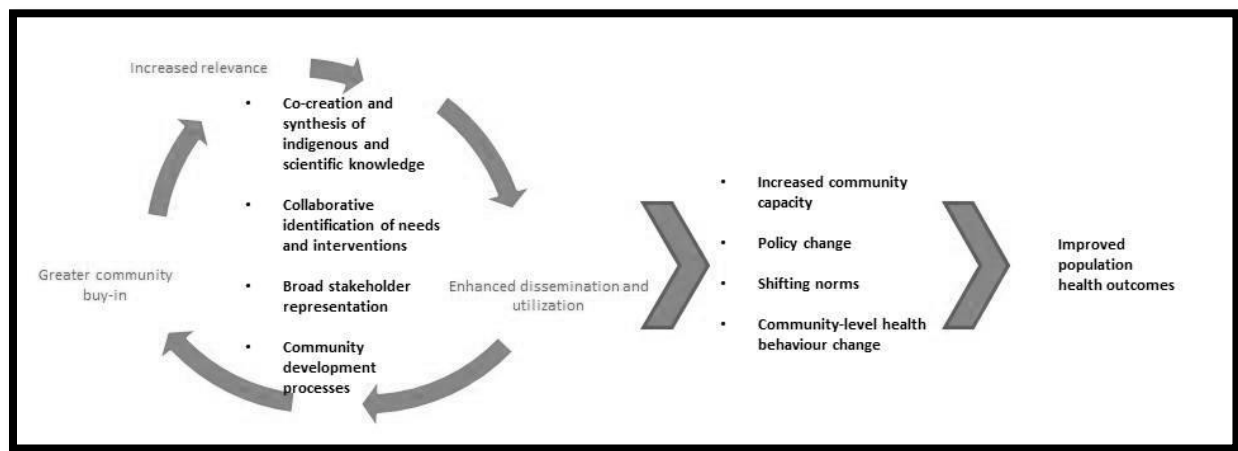 Increased relevance
• Co-creation and
synthesis of
indigenous and
scientific knowledge
• Collaborative
identification of needs
and interventions
• Broad stakeholder
representation
• Community
development
processes
Greater community
buy-in
Enhanced dissemination and
utilization
• Increased community
capacity
• Policy change
• Shifting norms
• Community-level health
behaviour change
Improved
population
health outcomes